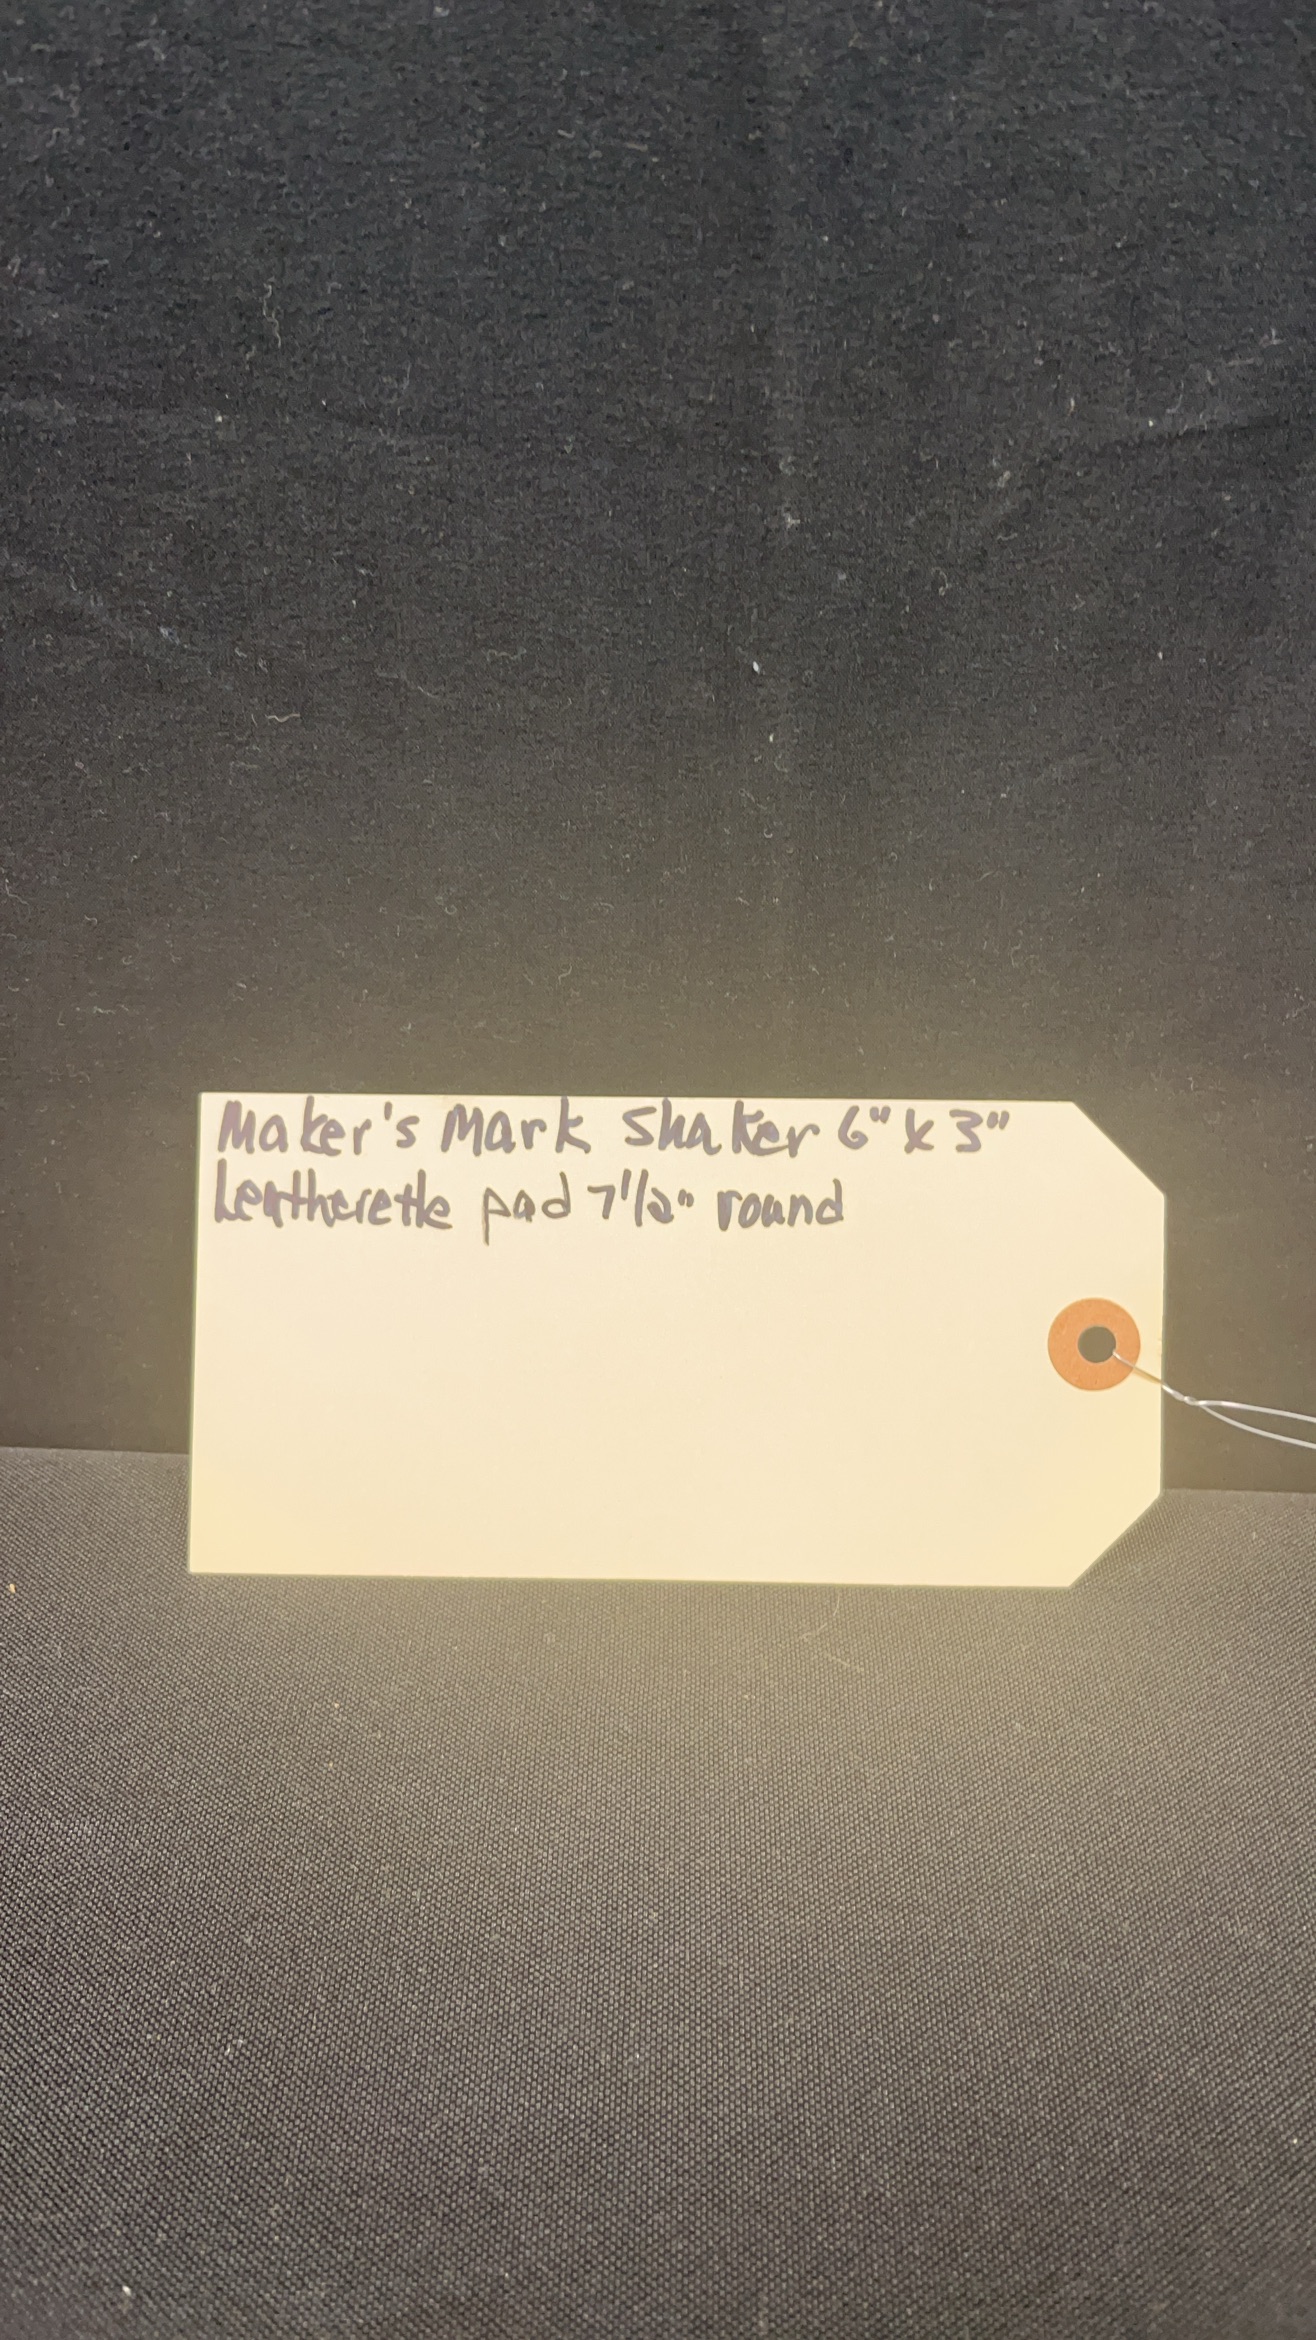 Maker's Mark Shaker 6" x 3"
Leatherette pad 7 1/2" round